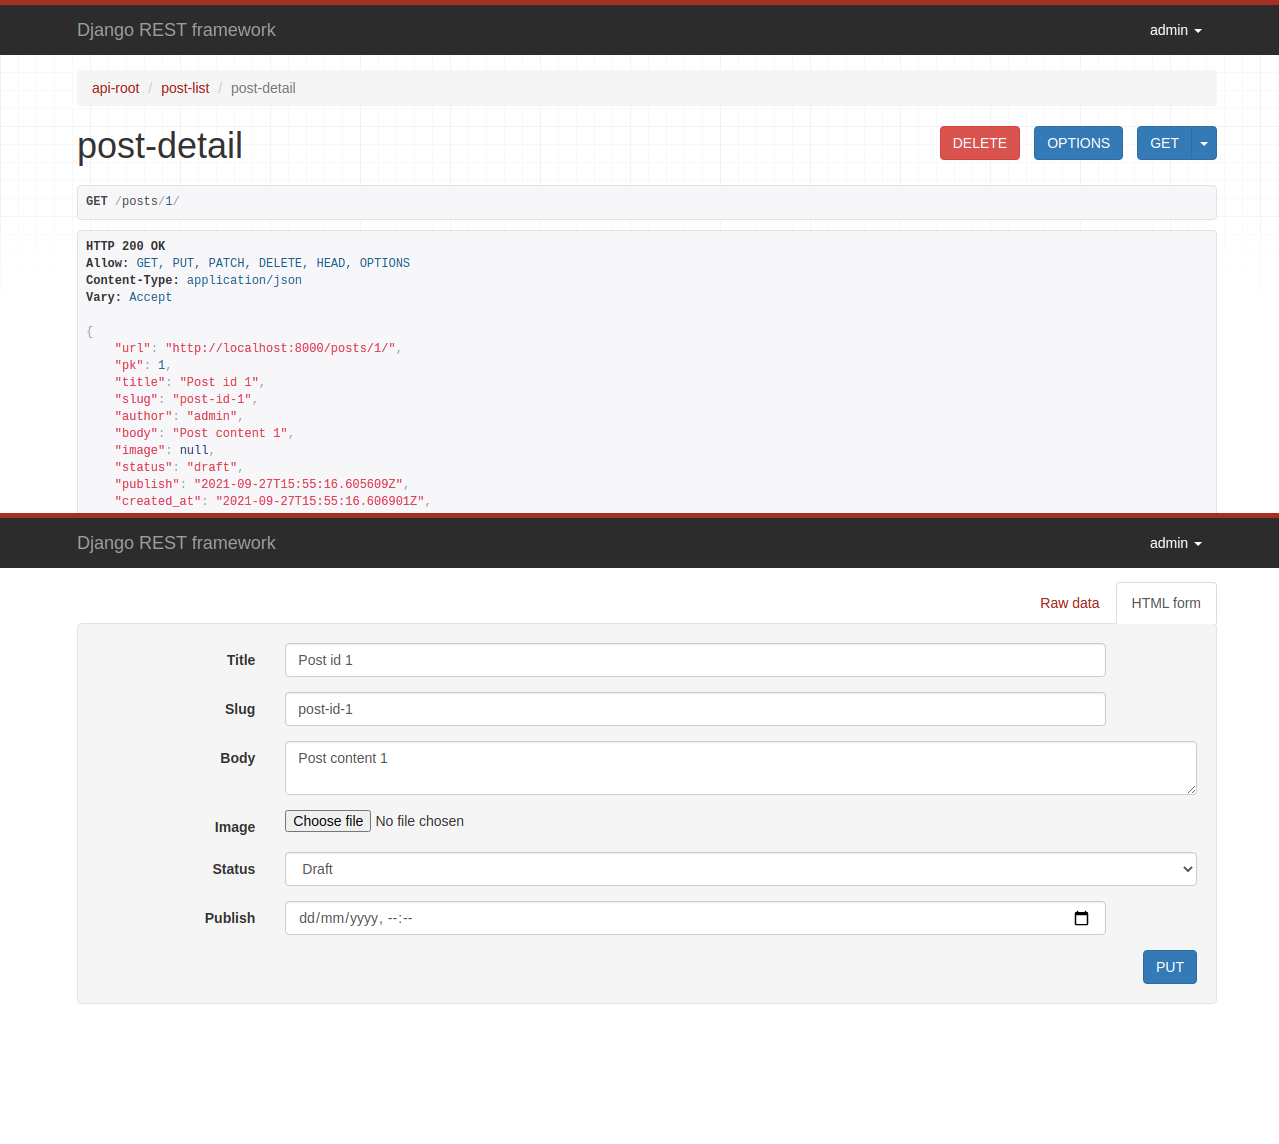 Django REST framework
admin
api-root / post-list / post-detail
post-detail
DELETE
OPTIONS
GET
GET /posts/1/
HTTP 200 OK
Allow: GET, PUT, PATCH, DELETE, HEAD, OPTIONS
Content-Type: application/json
Vary: Accept
{
    "url": "http://localhost:8000/posts/1/",
    "pk": 1,
    "title": "Post id 1",
    "slug": "post-id-1",
    "author": "admin",
    "body": "Post content 1",
    "image": null,
    "status": "draft",
    "publish": "2021-09-27T15:55:16.605609Z",
    "created_at": "2021-09-27T15:55:16.606901Z",
Django REST framework
admin
Raw data
HTML form
Title
Post id 1
Slug
post-id-1
Body
Post content 1
Image
Choose file No file chosen
Status
Draft
Publish
dd/mm/yyyy, --:--
PUT